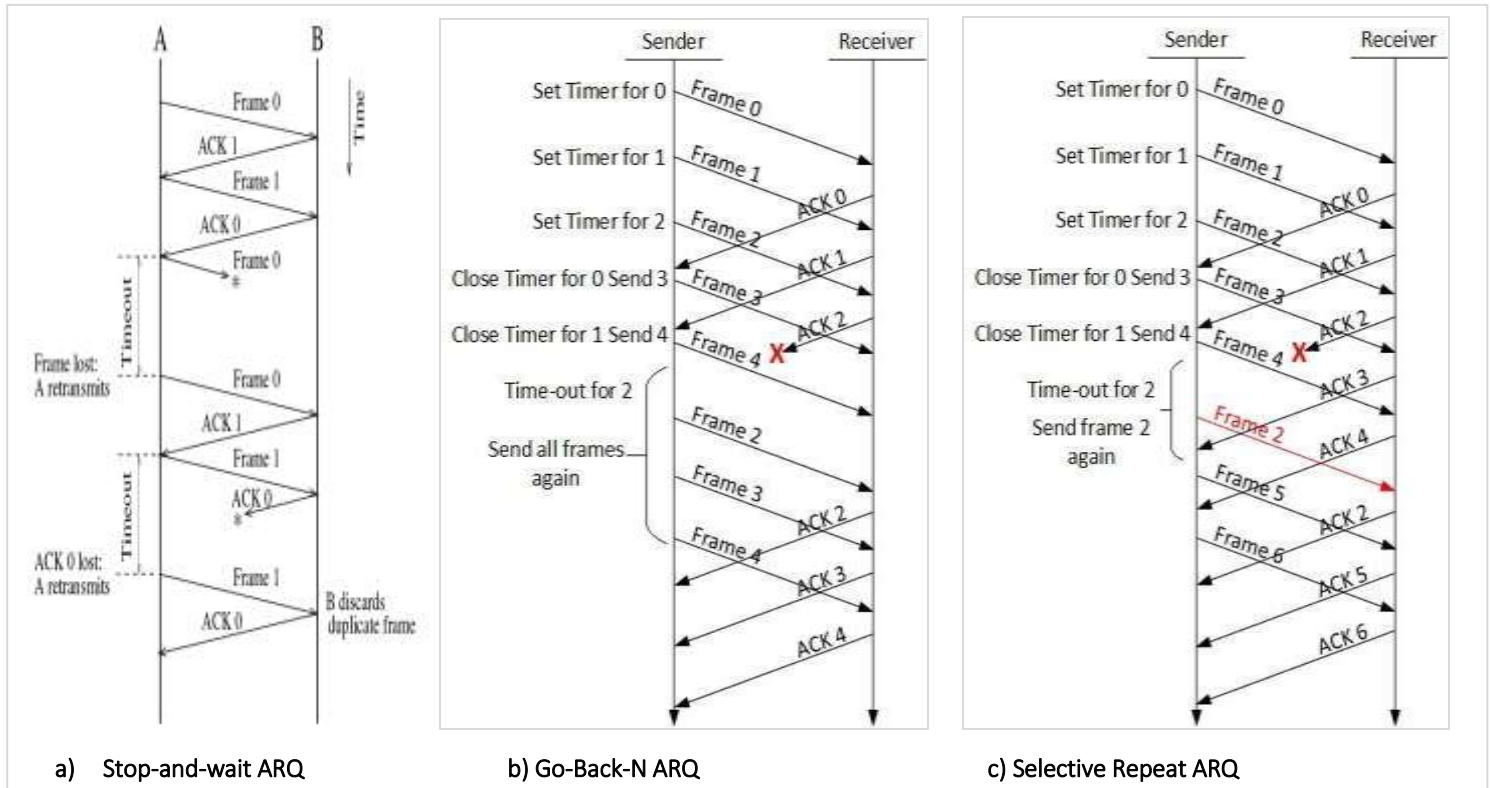 A
B
Frame 0
Time
ACK 1
Frame 1
ACK 0
Frame 0
*
Timeout
Frame lost:
A retransmits
Frame 0
ACK 1
Frame 1
ACK 0
*
Timeout
ACK 0 lost:
A retransmits
Frame 1
B discards
duplicate frame
ACK 0
a) Stop-and-wait ARQ
Sender
Receiver
Set Timer for 0
Frame 0
Set Timer for 1
Frame 1
ACK 0
Set Timer for 2
Frame 2
ACK 1
Close Timer for 0 Send 3
Frame 3
ACK 2
Close Timer for 1 Send 4
Frame 4
X
Time-out for 2
Frame 2
Send all frames
again
Frame 3
ACK 2
Frame 4
ACK 3
ACK 4
b) Go-Back-N ARQ
Sender
Receiver
Set Timer for 0
Frame 0
Set Timer for 1
Frame 1
ACK 0
Set Timer for 2
Frame 2
ACK 1
Close Timer for 0 Send 3
Frame 3
ACK 2
Close Timer for 1 Send 4
Frame 4
X
ACK 3
Time-out for 2
Frame 2
Send frame 2
again
ACK 4
Frame 5
ACK 2
Frame 6
ACK 5
ACK 6
c) Selective Repeat ARQ